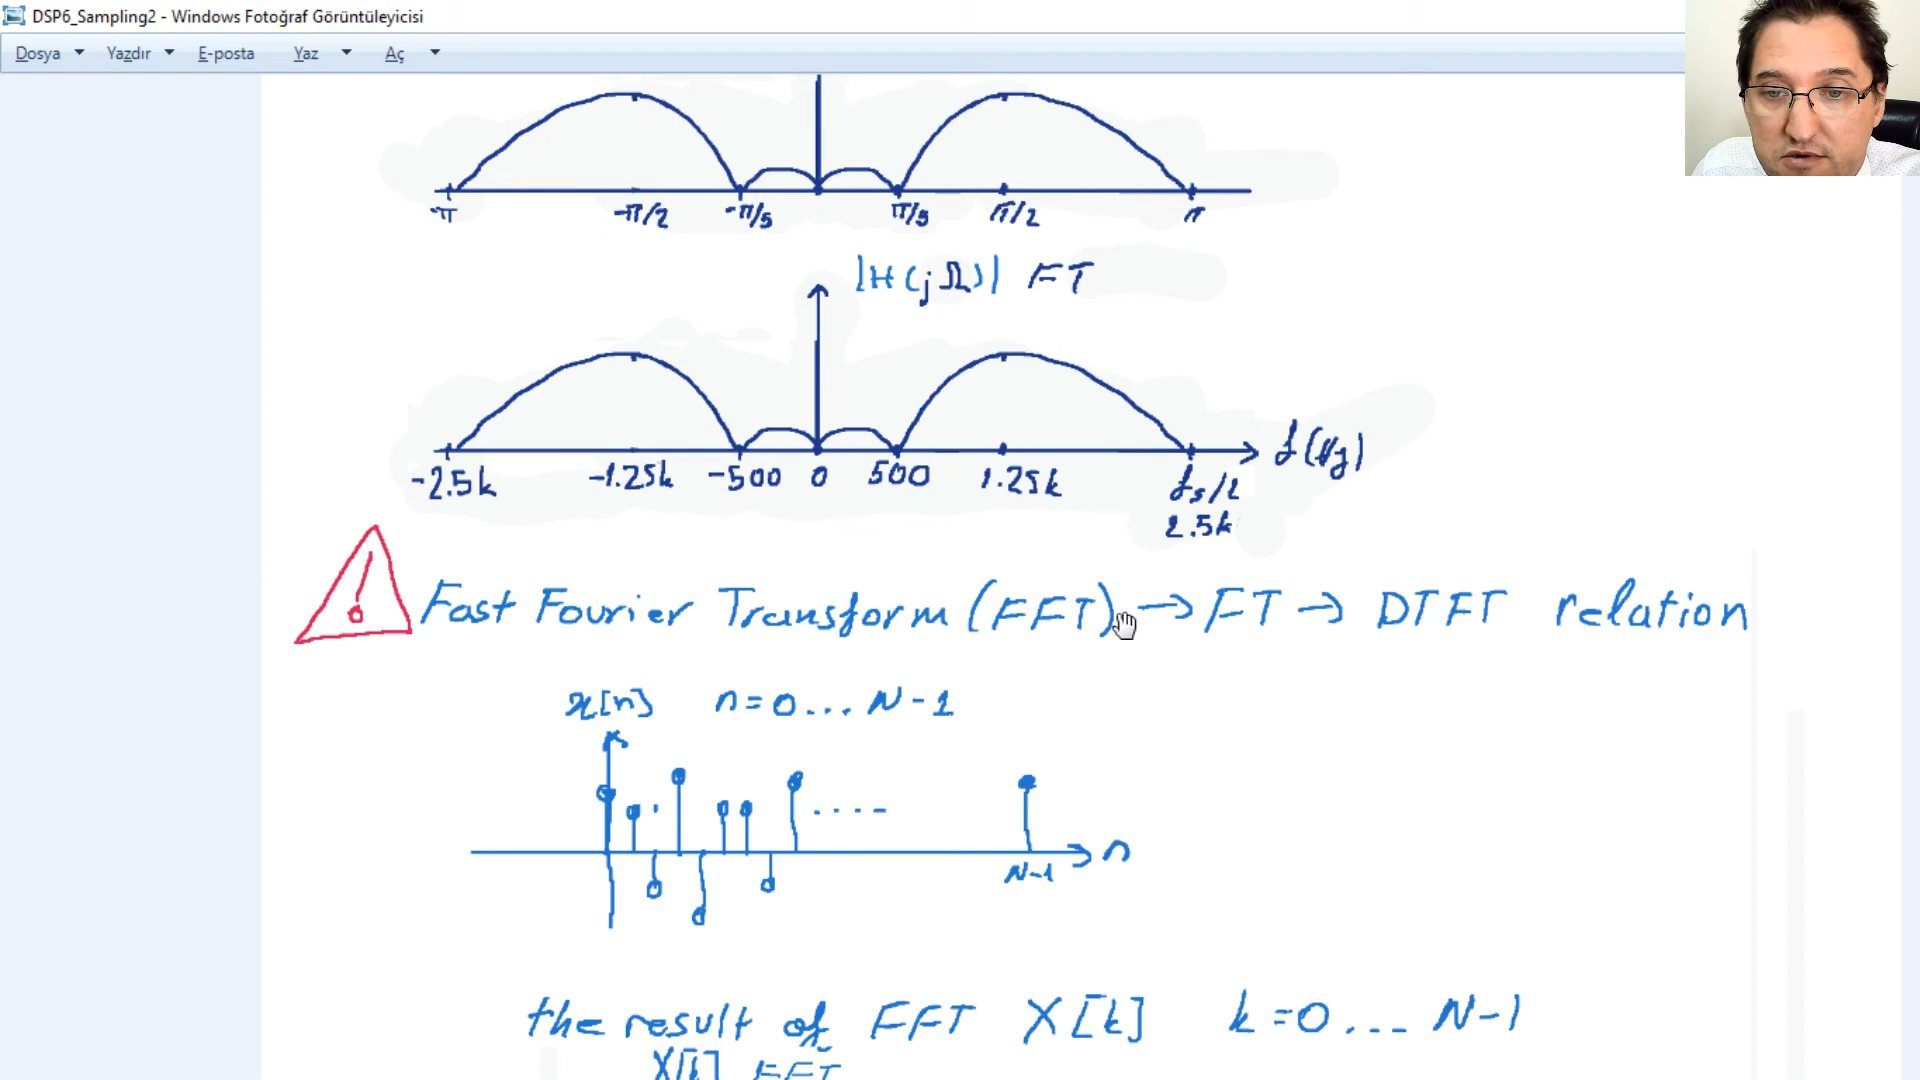 DSP6_Sampling2 - Windows Fotoğraf Görüntüleyicisi
Dosya Yazdır E-posta Yaz Aç
-π -π/2 -π/5 π/5 π/2 π
|H(jΩ)| FT
-2.5k -1.25k -500 0 500 1.25k fs/2 f(Hz)
2.5k
! Fast Fourier Transform (FFT) → FT → DTFT relation
x[n] n=0... N-1
N-1 n
the result of FFT X[k] k=0... N-1
X[k] FFT